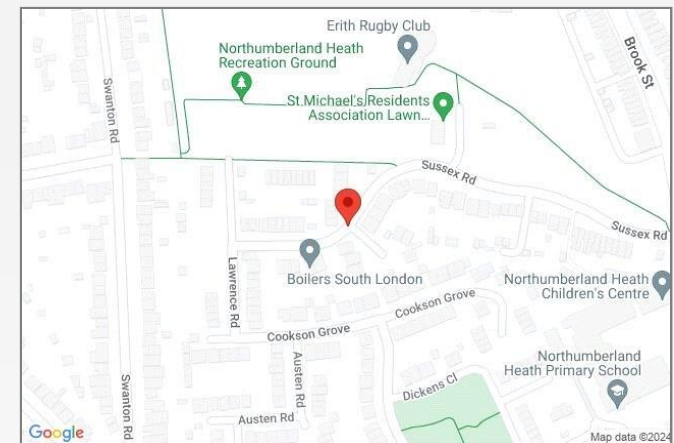 Erith Rugby Club
Northumberland Heath
Recreation Ground
Brook St
St.Michael's Residents
Association Lawn...
Swanton Rd
Sussex Rd
Sussex Rd
Boilers South London
Lawrence Rd
Northumberland Heath
Children's Centre
Cookson Grove
Cookson Grove
Northumberland
Heath Primary School
Austen Rd
Dickens Cl
Swanton Rd
Austen Rd
Google
Map data ©2024